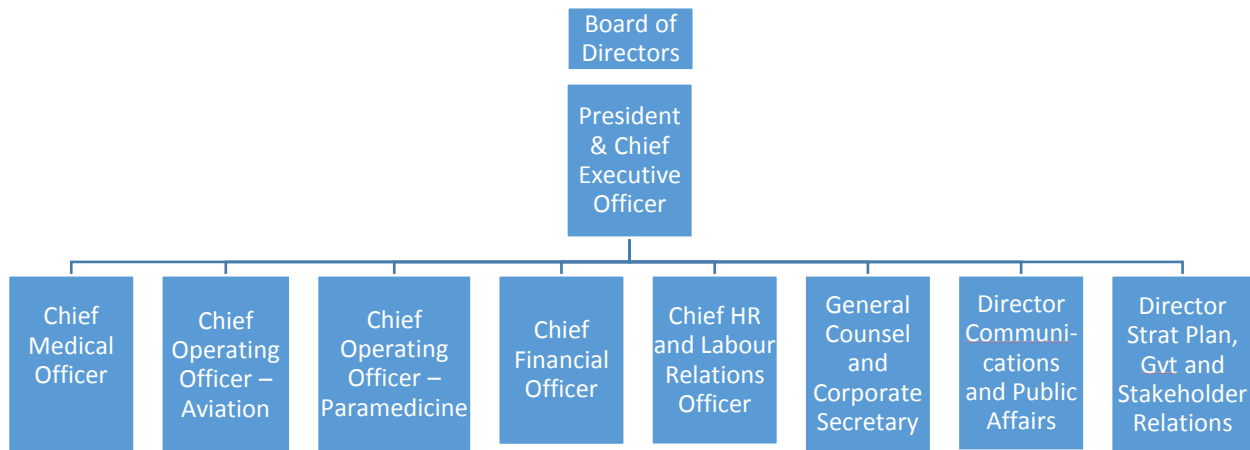 Board of
Directors
President
& Chief
Executive
Officer
Chief
Medical
Officer
Chief
Operating
Officer –
Aviation
Chief
Operating
Officer –
Paramedicine
Chief
Financial
Officer
Chief HR
and Labour
Relations
Officer
General
Counsel
and
Corporate
Secretary
Director
Communi-
cations
and Public
Affairs
Director
Strat Plan,
Gvt and
Stakeholder
Relations